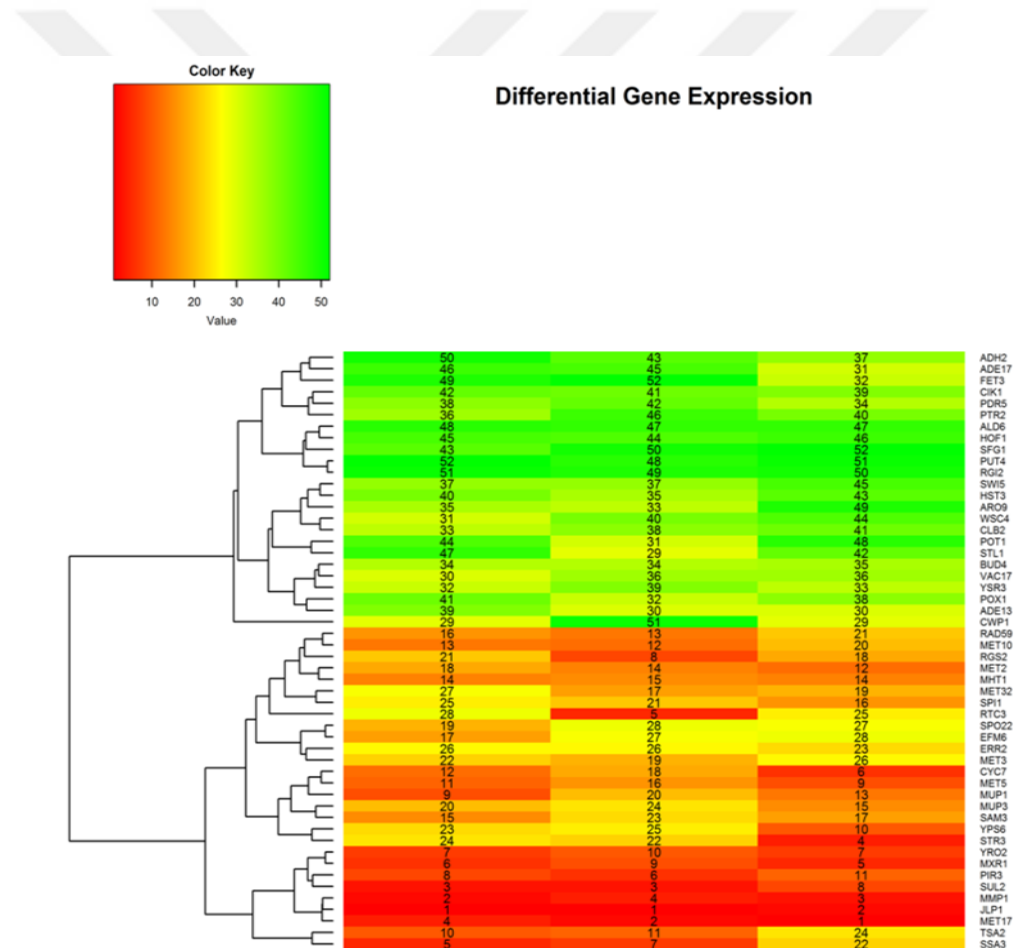 Color Key
Differential Gene Expression
10 20 30 40 50
Value
50 43 37 ADH2
46 45 31 ADE17
49 52 32 FET3
42 41 39 CIK1
38 42 34 PDR5
36 46 40 PTR2
48 47 47 ALD6
45 44 46 HOF1
43 50 52 SFG1
52 48 51 PUT4
51 49 50 RGI2
37 37 45 SWI5
40 35 43 HST3
35 33 49 ARO9
31 40 44 WSC4
33 38 41 CLB2
44 31 48 POT1
47 29 42 STL1
34 34 35 BUD4
30 36 36 VAC17
32 39 33 YSR3
41 32 38 POX1
39 30 30 ADE13
29 51 29 CWP1
16 13 21 RAD59
13 12 20 MET10
21 8 18 RGS2
18 14 12 MET2
14 15 14 MHT1
27 17 19 MET32
25 21 16 SPI1
28 5 25 RTC3
19 28 27 SPO22
17 27 28 EFM6
26 26 23 ERR2
22 19 26 MET3
12 18 6 CYC7
11 16 9 MET5
9 20 13 MUP1
20 24 15 MUP3
15 23 17 SAM3
23 25 10 YPS6
24 22 4 STR3
7 10 7 YRO2
6 9 5 MXR1
8 6 11 PIR3
3 3 8 SUL2
2 4 3 MMP1
1 1 2 JLP1
4 2 1 MET17
10 11 24 TSA2
5 7 22 SSA3